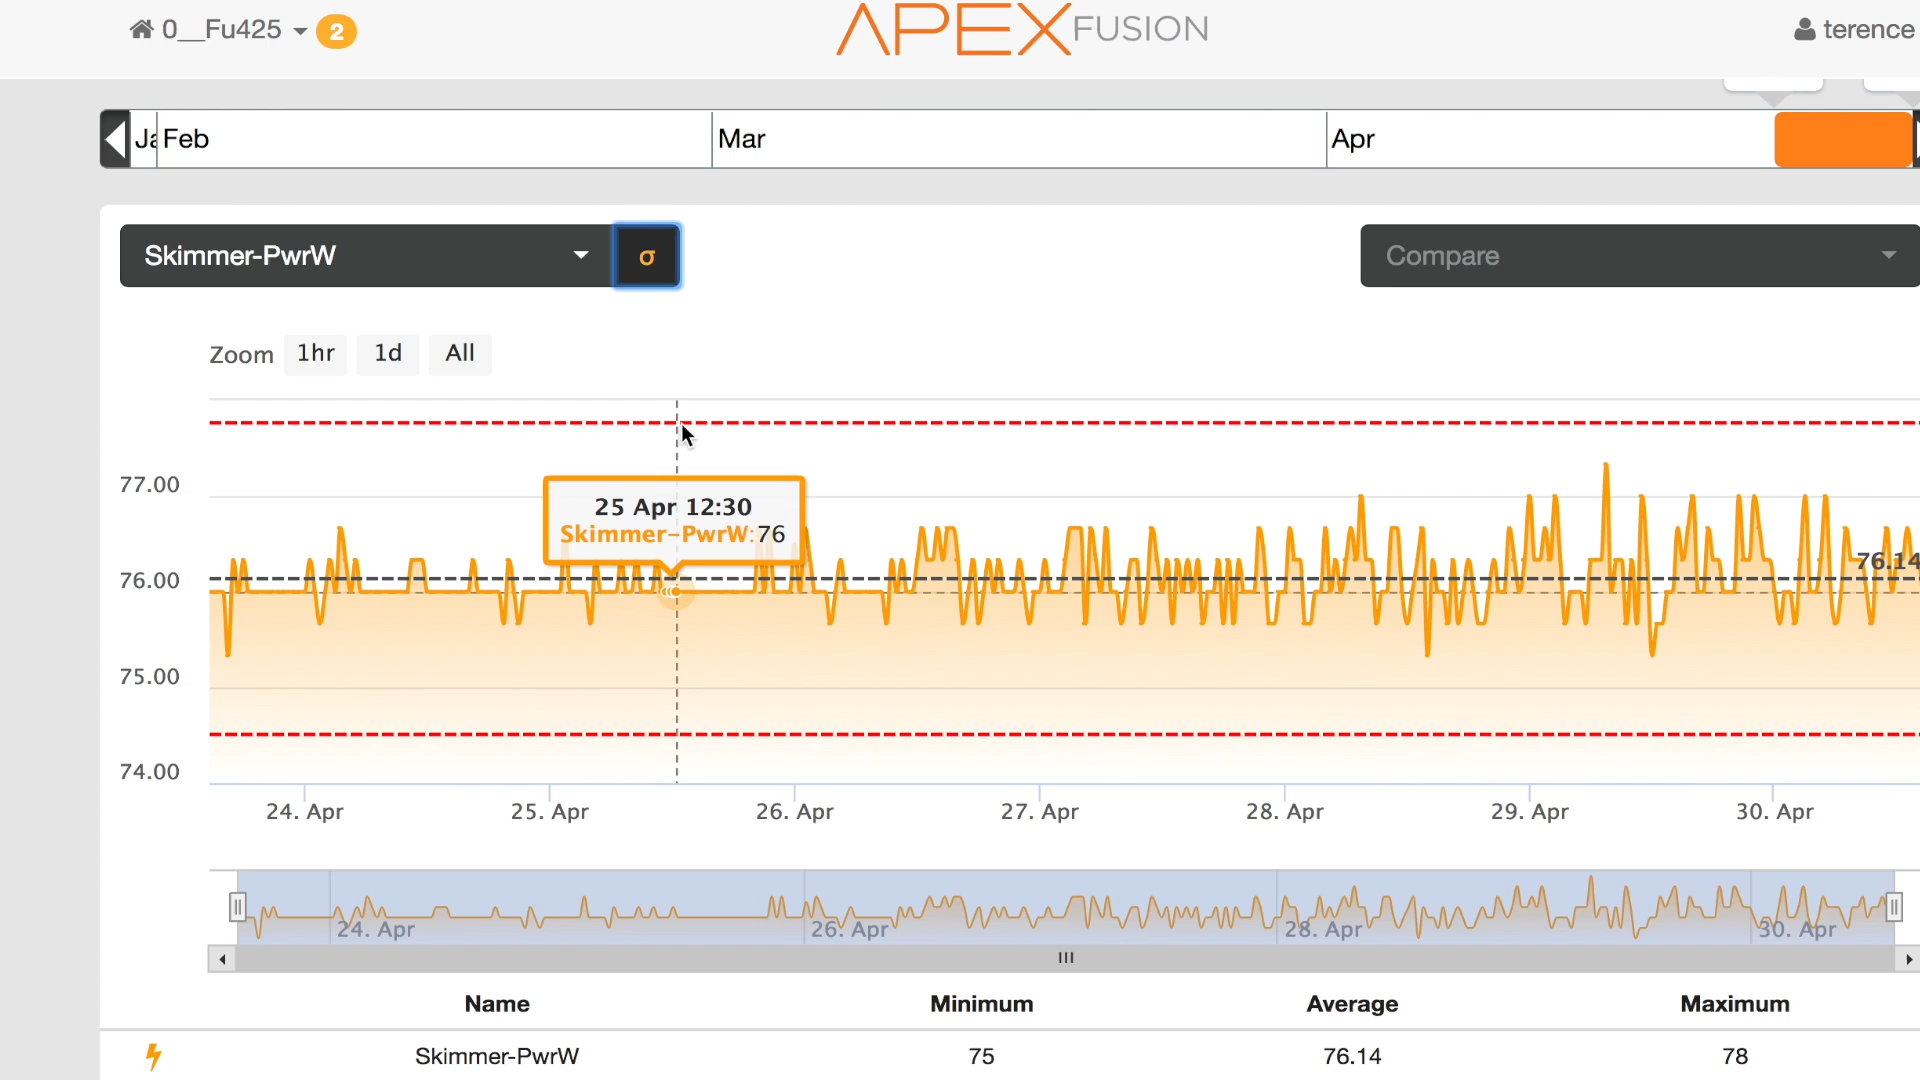 0__Fu425 2
APEX FUSION
terence
Feb
Mar
Apr
Skimmer-PwrW
σ
Compare
Zoom 1hr 1d All
25 Apr 12:30
Skimmer-PwrW: 76
77.00
76.00
75.00
74.00
76.14
24. Apr 25. Apr 26. Apr 27. Apr 28. Apr 29. Apr 30. Apr
24. Apr 26. Apr 28. Apr 30. Apr
Name Minimum Average Maximum
Skimmer-PwrW 75 76.14 78